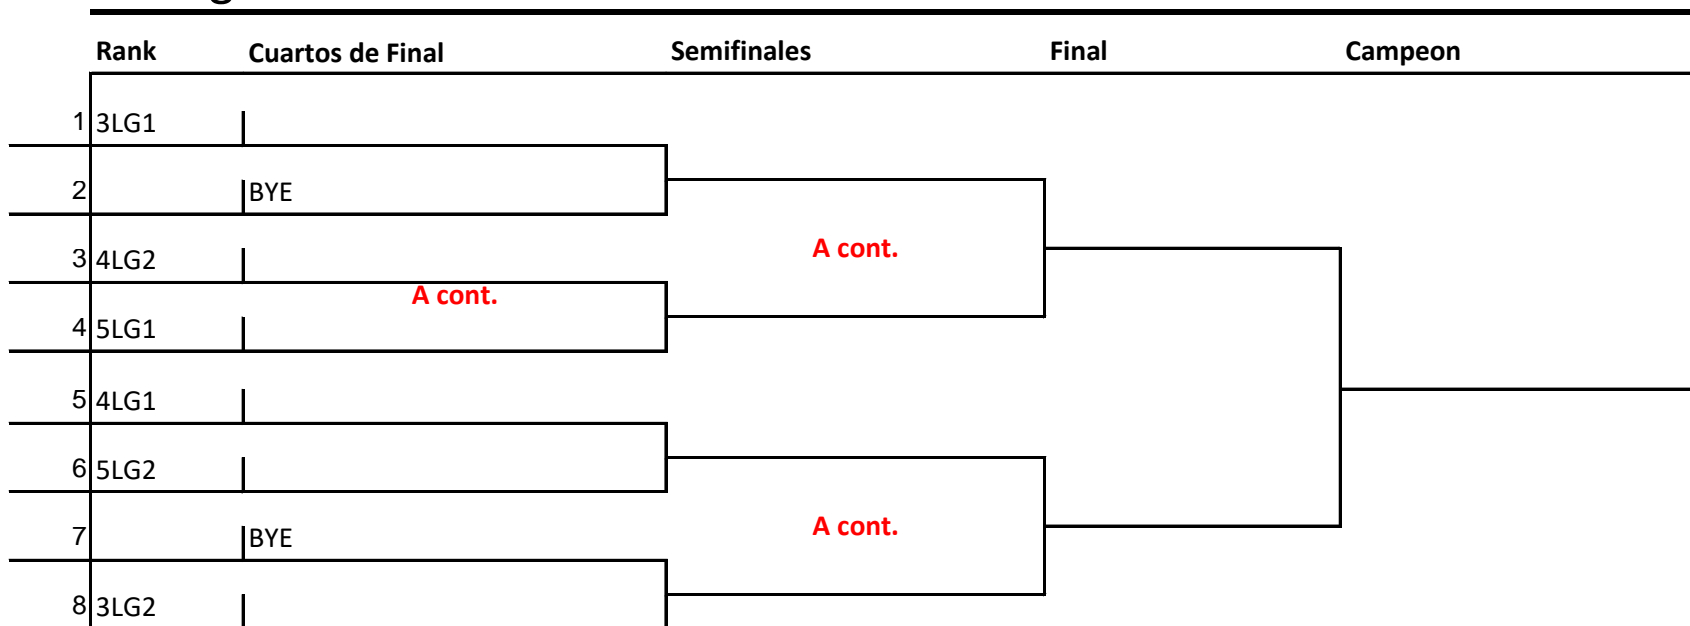 Rank Cuartos de Final Semifinales Final Campeon
1 3LG1
2 BYE
3 4LG2
A cont.
A cont.
4 5LG1
5 4LG1
6 5LG2
A cont.
7 BYE
8 3LG2